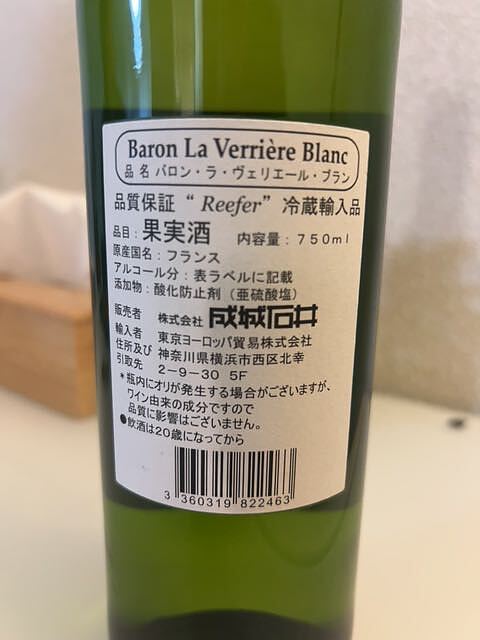 Baron La Verrière Blanc
品 名 バロン・ラ・ヴェリエール・ブラン
品質保証 “ Reefer” 冷蔵輸入品
品目：果実酒 内容量：７５０ｍｌ
原産国名：フランス
アルコール分：表ラベルに記載
添加物：酸化防止剤（亜硫酸塩）
販売者 株式会社 成城石井
輸入者 東京ヨーロッパ貿易株式会社
住所及び 神奈川県横浜市西区北幸
引取先 ２－９－３０ ５Ｆ
＊瓶内にオリが発生する場合がございますが、
ワイン由来の成分ですので
品質に影響はございません。
●飲酒は２０歳になってから
3 360319 822463